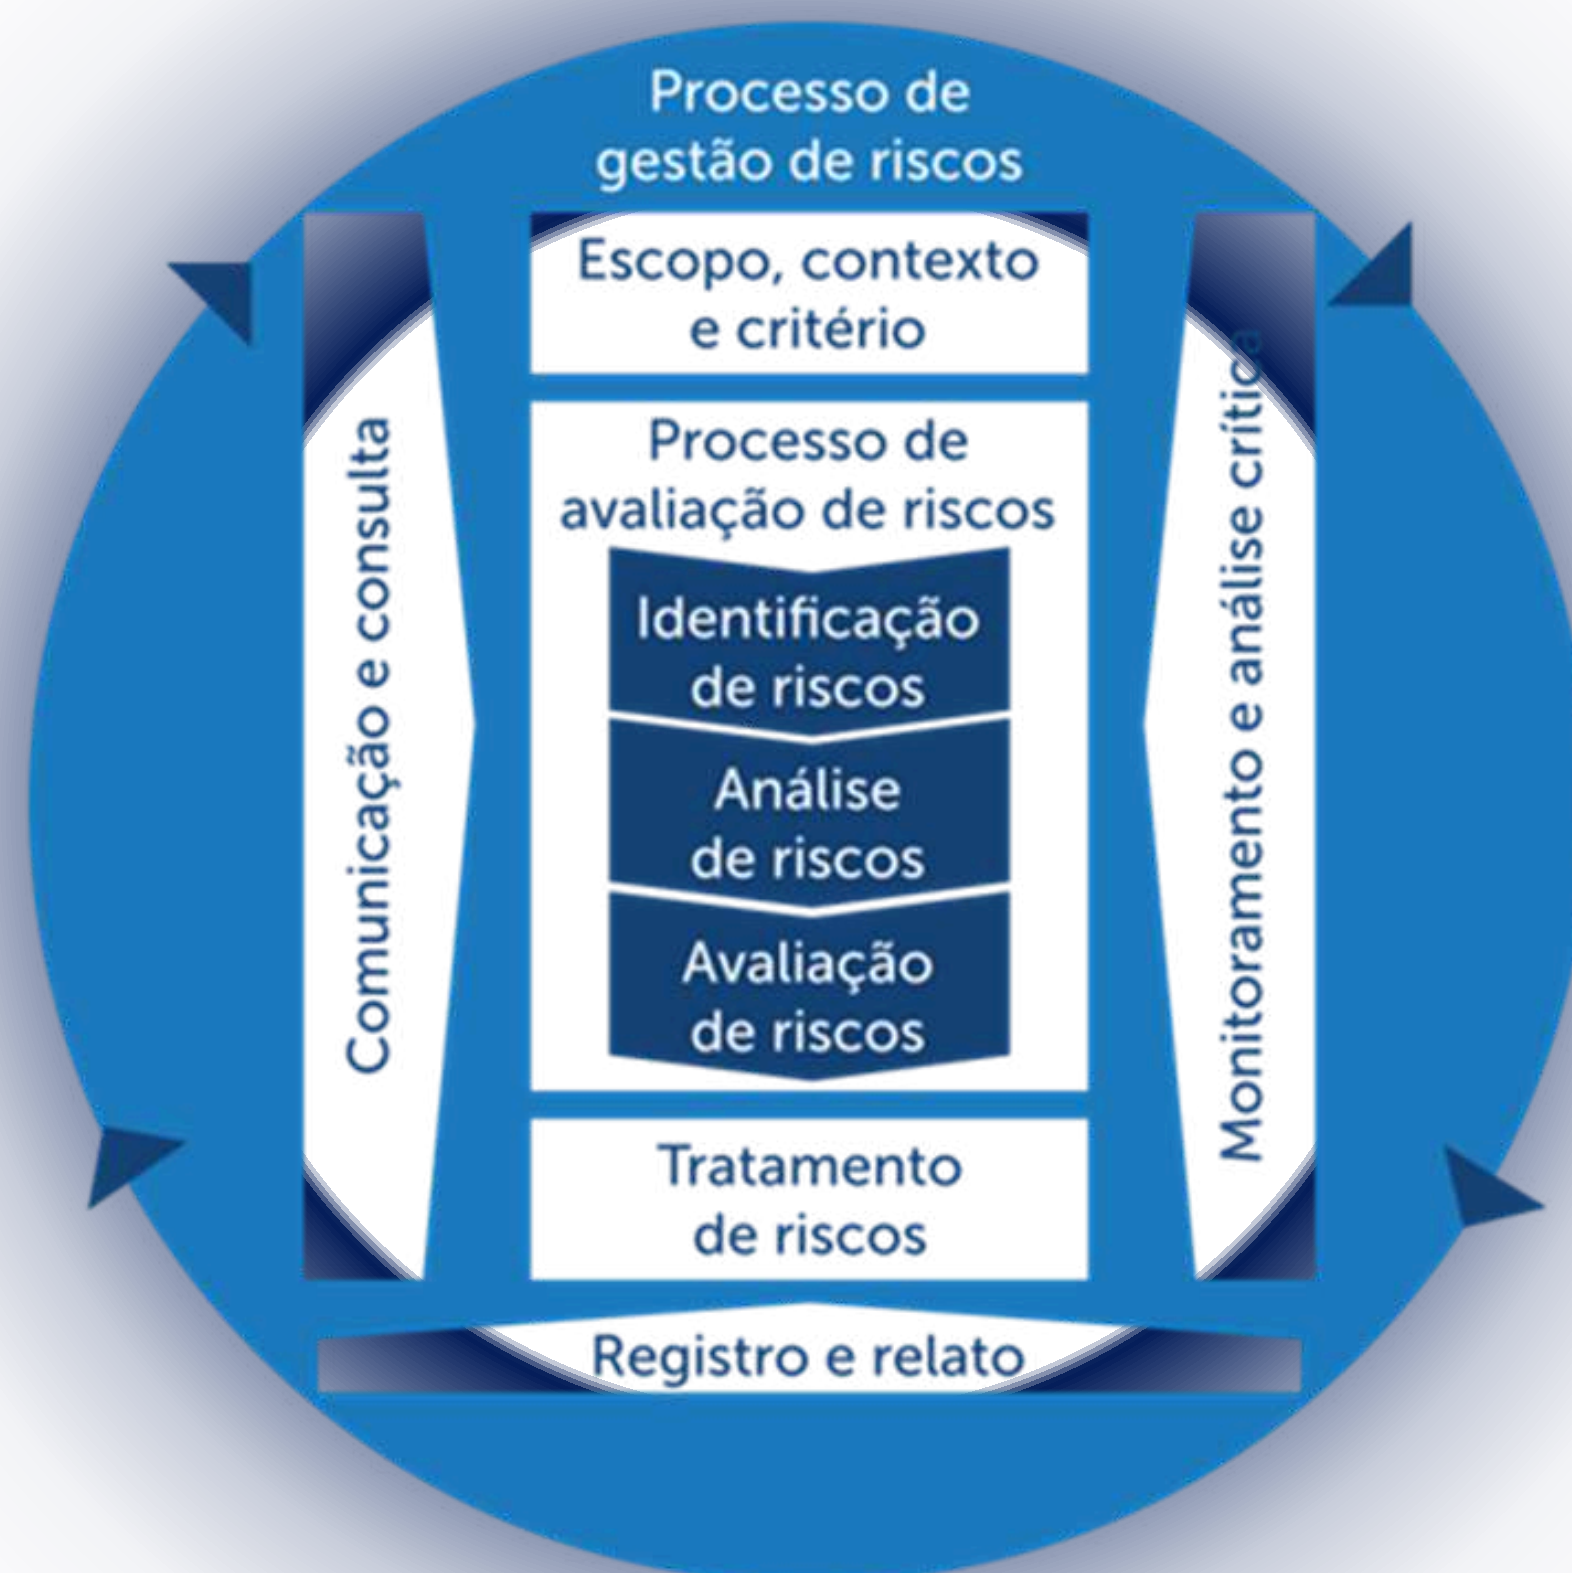 Processo de
gestão de riscos
Escopo, contexto
e critério
Comunicação e consulta
Processo de
avaliação de riscos
Identificação
de riscos
Análise
de riscos
Avaliação
de riscos
Monitoramento e análise crítica
Tratamento
de riscos
Registro e relato